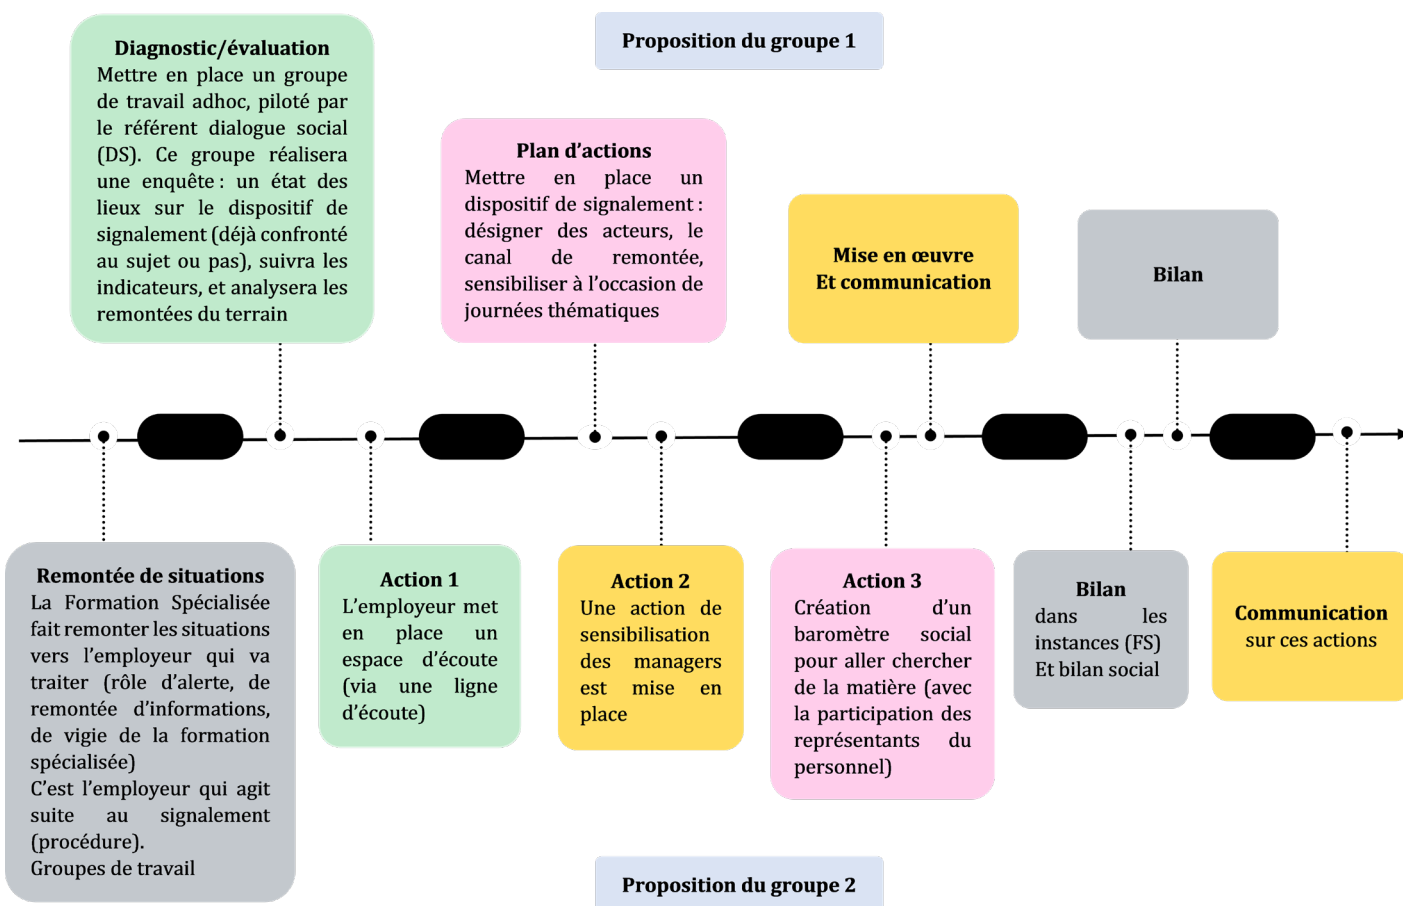 Proposition du groupe 1
Diagnostic/évaluation
Mettre en place un groupe
de travail adhoc, piloté par
le référent dialogue social
(DS). Ce groupe réalisera
une enquête : un état des
lieux sur le dispositif de
signalement (déjà confronté
au sujet ou pas), suivra les
indicateurs, et analysera les
remontées du terrain
Plan d’actions
Mettre en place un
dispositif de signalement :
désigner des acteurs, le
canal de remontée,
sensibiliser à l’occasion de
journées thématiques
Mise en œuvre
Et communication
Bilan
Remontée de situations
La Formation Spécialisée
fait remonter les situations
vers l’employeur qui va
traiter (rôle d’alerte, de
remontée d’informations,
de vigie de la formation
spécialisée)
C’est l’employeur qui agit
suite au signalement
(procédure).
Groupes de travail
Action 1
L’employeur met
en place un
espace d’écoute
(via une ligne
d’écoute)
Action 2
Une action de
sensibilisation
des managers
est mise en
place
Action 3
Création d’un
baromètre social
pour aller chercher
de la matière (avec
la participation des
représentants du
personnel)
Bilan
dans les
instances (FS)
Et bilan social
Communication
sur ces actions
Proposition du groupe 2